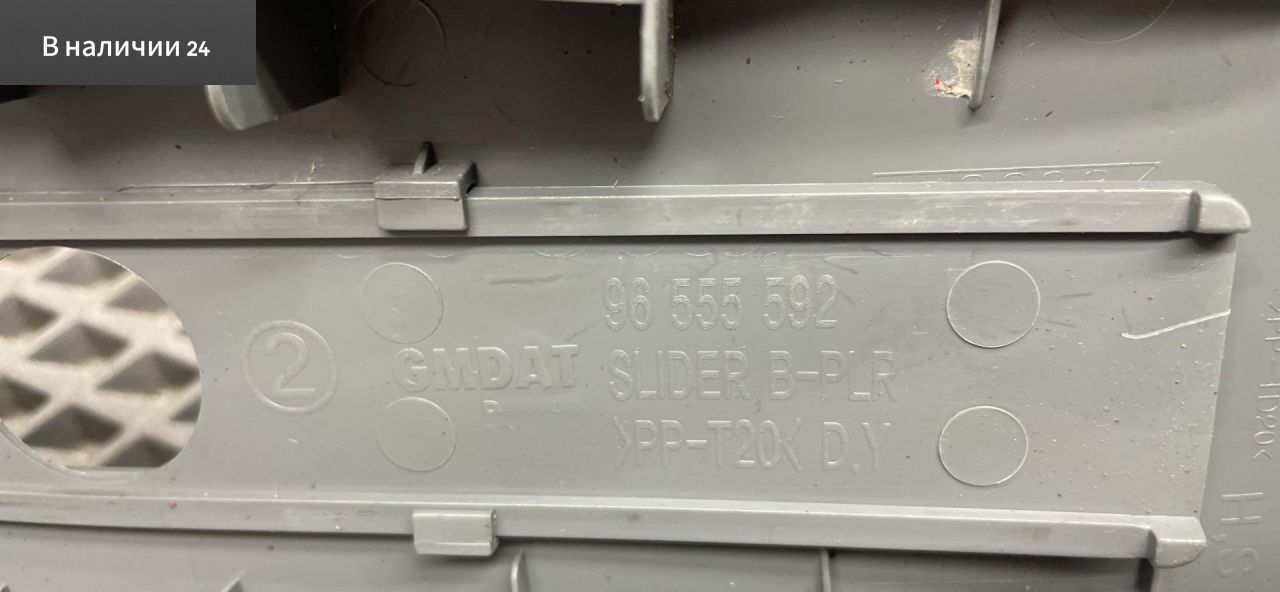 В наличии 24
96 555 592
2
GMDAT
SLIDER B-PLR
>PP-T20< D.Y